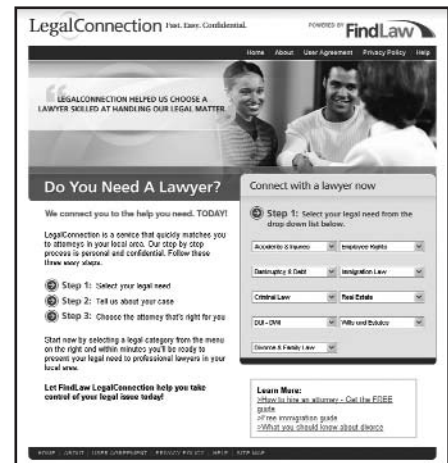 LegalConnection Fast. Easy. Confidential.
POWERED BY FindLaw
Home About User Agreement Privacy Policy Help
“LEGALCONNECTION HELPED US CHOOSE A
LAWYER SKILLED AT HANDLING OUR LEGAL MATTER.
Do You Need A Lawyer?
We connect you to the help you need. TODAY!
LegalConnection is a service that quickly matches you
to attorneys in your local area. Our step by step
process is personal and confidential. Follow these
three easy steps.
Step 1: Select your legal need
Step 2: Tell us about your case
Step 3: Choose the attorney that's right for you
Start now by selecting a legal category from the menu
on the right and within minutes you'll be ready to
present your legal need to professional lawyers in your
local area.
Let FindLaw LegalConnection help you take
control of your legal issue today!
Connect with a lawyer now
Step 1: Select your legal need from the
drop down list below.
Accidents & Injuries Employee Rights
Bankruptcy & Debt Immigration Law
Criminal Law Real Estate
DUI - DWI Wills and Estates
Divorce & Family Law
Learn More:
>How to hire an attorney - Get the FREE
guide
>Free immigration guide
>What you should know about divorce
HOME | ABOUT | USER AGREEMENT | PRIVACY POLICY | HELP | SITE MAP